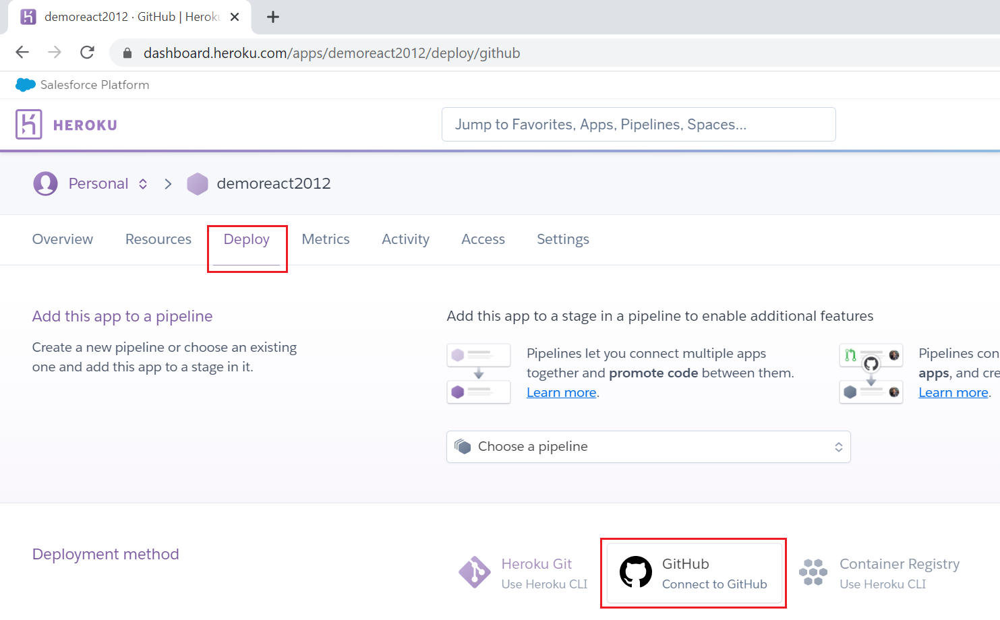 demoreact2012 · GitHub | Heroku
dashboard.heroku.com/apps/demoreact2012/deploy/github
Salesforce Platform
HEROKU
Jump to Favorites, Apps, Pipelines, Spaces...
Personal
demoreact2012
Overview Resources Deploy Metrics Activity Access Settings
Add this app to a pipeline
Create a new pipeline or choose an existing
one and add this app to a stage in it.
Add this app to a stage in a pipeline to enable additional features
Pipelines let you connect multiple apps
together and promote code between them.
Learn more.
Pipelines con
apps, and cre
Learn more.
Choose a pipeline
Deployment method
Heroku Git
Use Heroku CLI
GitHub
Connect to GitHub
Container Registry
Use Heroku CLI